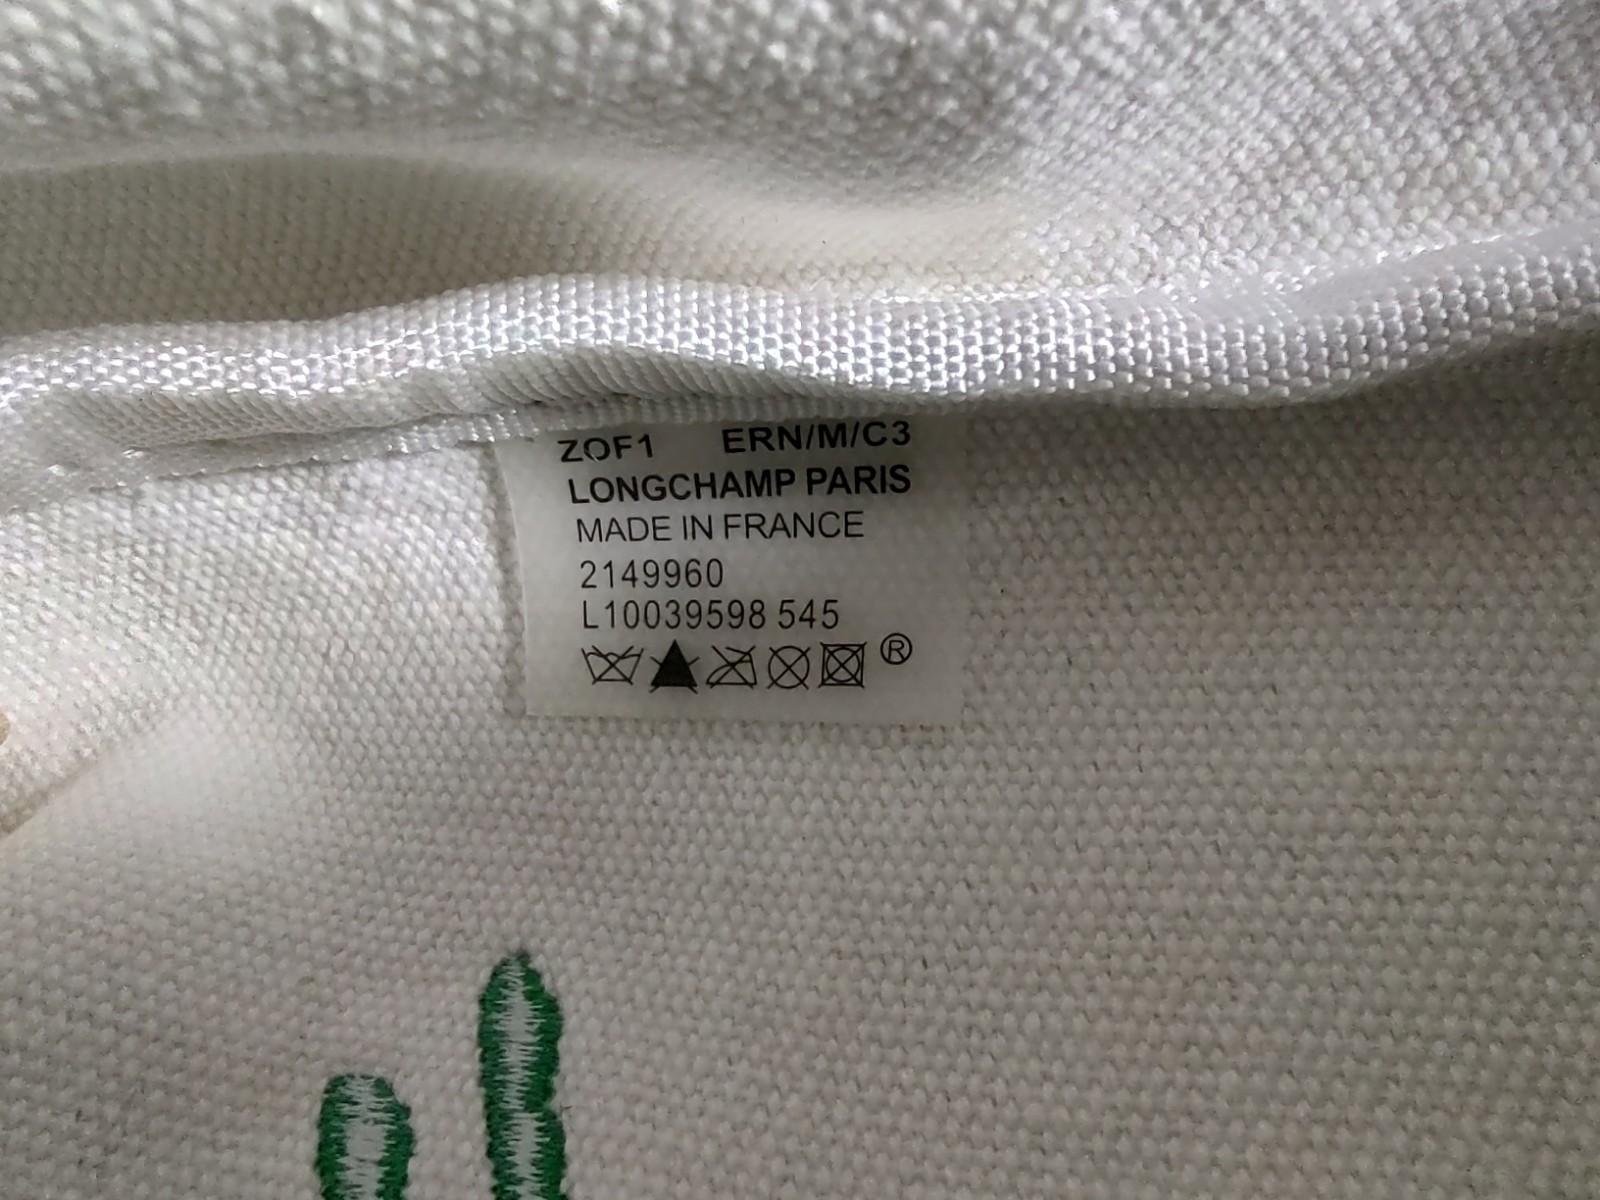 ZOF1 ERN/M/C3
LONGCHAMP PARIS
MADE IN FRANCE
2149960
L10039598 545
®